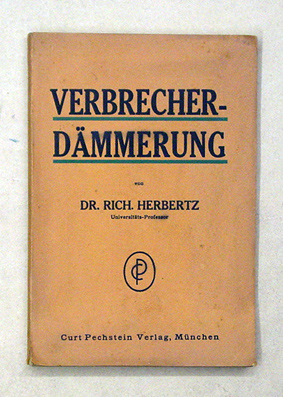 VERBRECHER-
DÄMMERUNG
von
DR. RICH. HERBERTZ
Universitäts-Professor
CP
Curt Pechstein Verlag, München